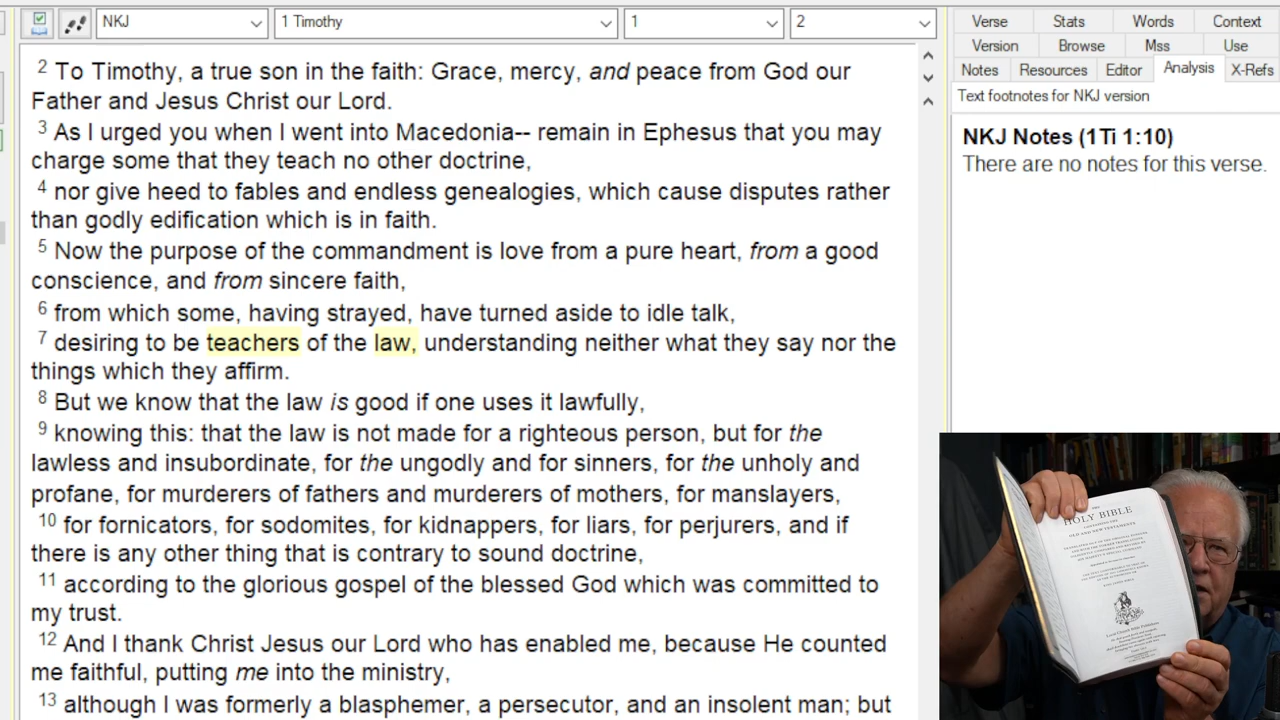 NKJ
1 Timothy
1
2
2 To Timothy, a true son in the faith: Grace, mercy, and peace from God our
Father and Jesus Christ our Lord.
3 As I urged you when I went into Macedonia-- remain in Ephesus that you may
charge some that they teach no other doctrine,
4 nor give heed to fables and endless genealogies, which cause disputes rather
than godly edification which is in faith.
5 Now the purpose of the commandment is love from a pure heart, from a good
conscience, and from sincere faith,
6 from which some, having strayed, have turned aside to idle talk,
7 desiring to be teachers of the law, understanding neither what they say nor the
things which they affirm.
8 But we know that the law is good if one uses it lawfully,
9 knowing this: that the law is not made for a righteous person, but for the
lawless and insubordinate, for the ungodly and for sinners, for the unholy and
profane, for murderers of fathers and murderers of mothers, for manslayers,
10 for fornicators, for sodomites, for kidnappers, for liars, for perjurers, and if
there is any other thing that is contrary to sound doctrine,
11 according to the glorious gospel of the blessed God which was committed to
my trust.
12 And I thank Christ Jesus our Lord who has enabled me, because He counted
me faithful, putting me into the ministry,
13 although I was formerly a blasphemer, a persecutor, and an insolent man; but
Verse Stats Words Context
Version Browse Mss Use
Notes Resources Editor Analysis X-Refs
Text footnotes for NKJ version
NKJ Notes (1Ti 1:10)
There are no notes for this verse.
THE
HOLY BIBLE
CONTAINING THE
OLD AND NEW TESTAMENTS